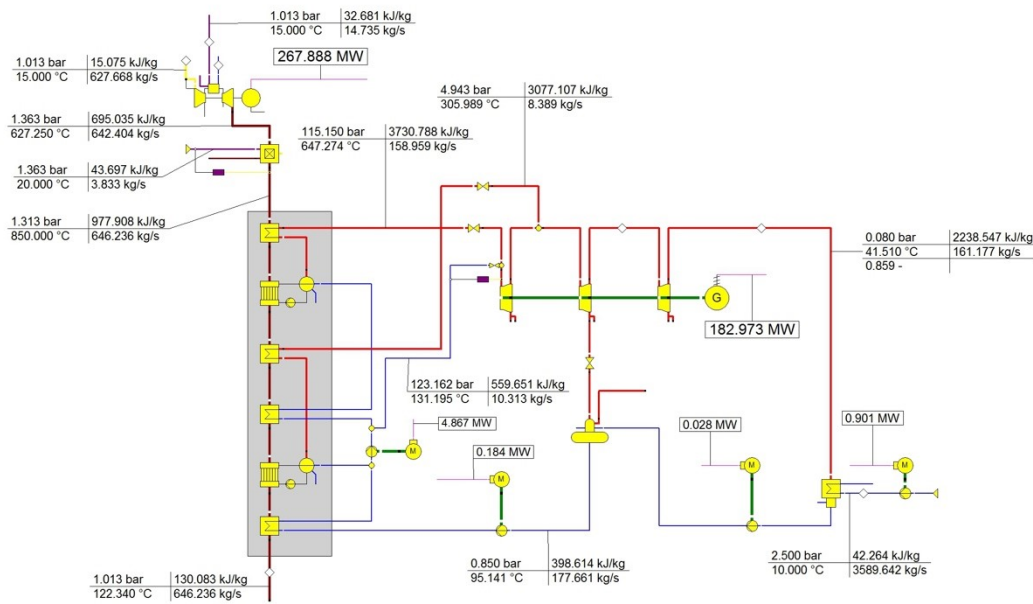 1.013 bar 32.681 kJ/kg
15.000 °C 14.735 kg/s
267.888 MW
1.013 bar 15.075 kJ/kg
15.000 °C 627.668 kg/s
4.943 bar 3077.107 kJ/kg
305.989 °C 8.389 kg/s
1.363 bar 695.035 kJ/kg
627.250 °C 642.404 kg/s
115.150 bar 3730.788 kJ/kg
647.274 °C 158.959 kg/s
1.363 bar 43.697 kJ/kg
20.000 °C 3.833 kg/s
1.313 bar 977.908 kJ/kg
850.000 °C 646.236 kg/s
0.080 bar 2238.547 kJ/kg
41.510 °C 161.177 kg/s
0.859 -
G
182.973 MW
123.162 bar 559.651 kJ/kg
131.195 °C 10.313 kg/s
4.867 MW
M
0.184 MW
M
0.028 MW
M
0.901 MW
M
0.850 bar 398.614 kJ/kg
95.141 °C 177.661 kg/s
2.500 bar 42.264 kJ/kg
10.000 °C 3589.642 kg/s
1.013 bar 130.083 kJ/kg
122.340 °C 646.236 kg/s